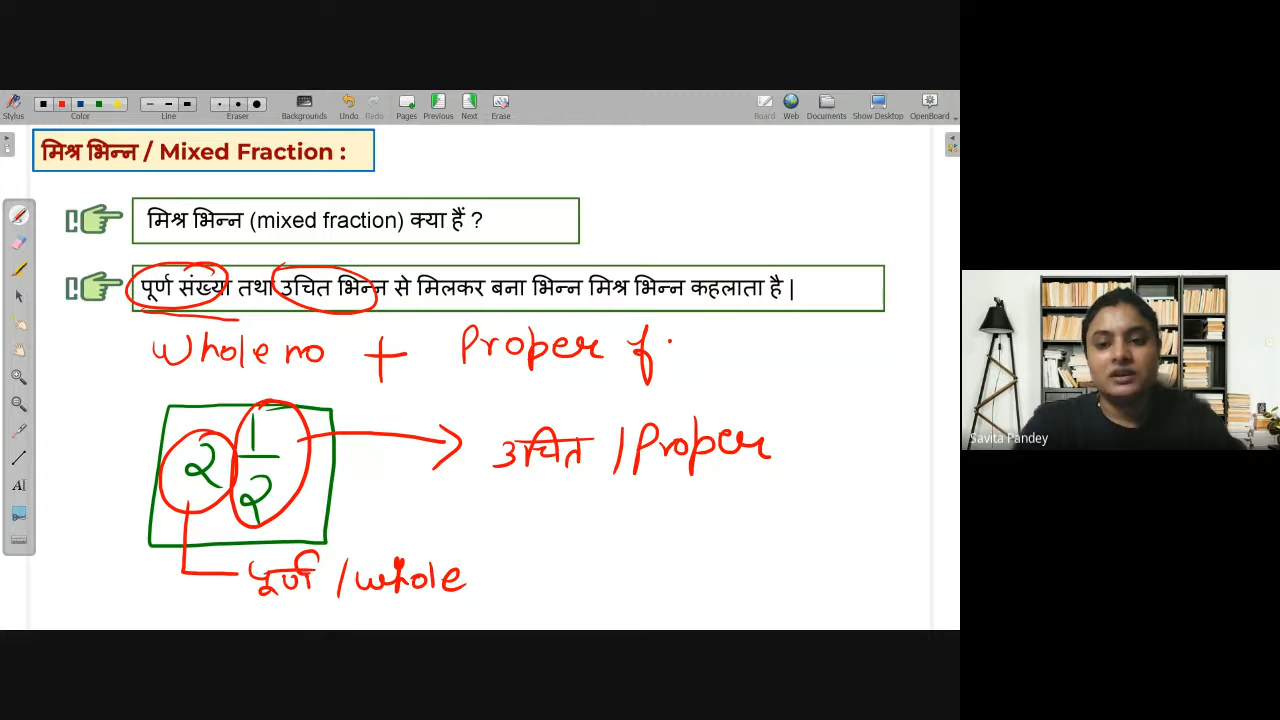 Stylus Color Line Eraser Backgrounds Undo Redo Pages Previous Next Erase Board Web Documents Show Desktop OpenBoard
मिश्र भिन्न / Mixed Fraction :
मिश्र भिन्न (mixed fraction) क्या हैं ?
पूर्ण संख्या तथा उचित भिन्न से मिलकर बना भिन्न मिश्र भिन्न कहलाता है |
Whole no + Proper f.
2 1/2
उचित / Proper
पूर्ण / whole
Savita Pandey